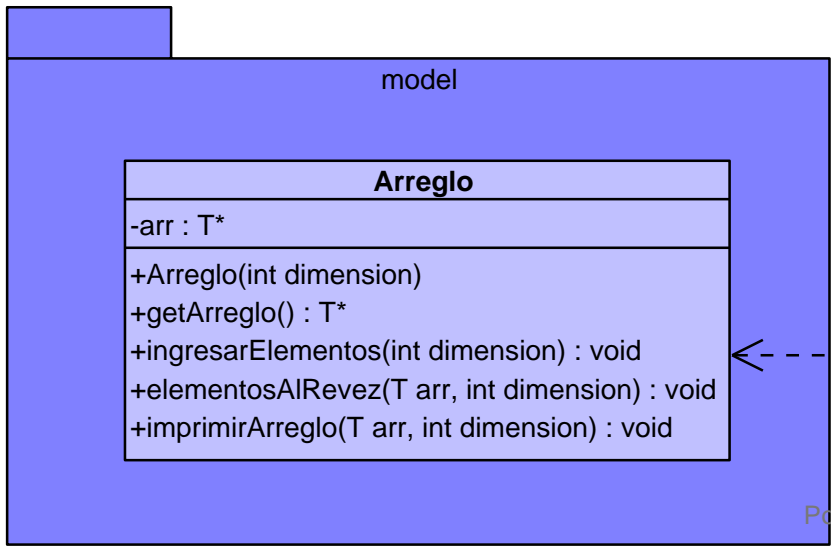 model
Arreglo
-arr : T*
+Arreglo(int dimension)
+getArreglo() : T*
+ingresarElementos(int dimension) : void
+elementosAlRevez(T arr, int dimension) : void
+imprimirArreglo(T arr, int dimension) : void